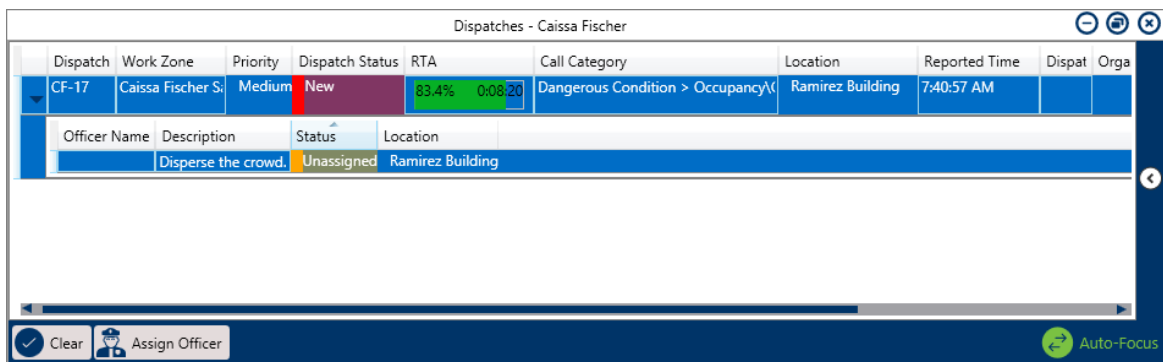 Dispatches - Caissa Fischer
Dispatch Work Zone Priority Dispatch Status RTA Call Category Location Reported Time Dispat Orga
CF-17 Caissa Fischer Sa Medium New 83.4% 0:08:20 Dangerous Condition > Occupancy\( Ramirez Building 7:40:57 AM
Officer Name Description Status Location
Disperse the crowd. Unassigned Ramirez Building
Clear Assign Officer Auto-Focus